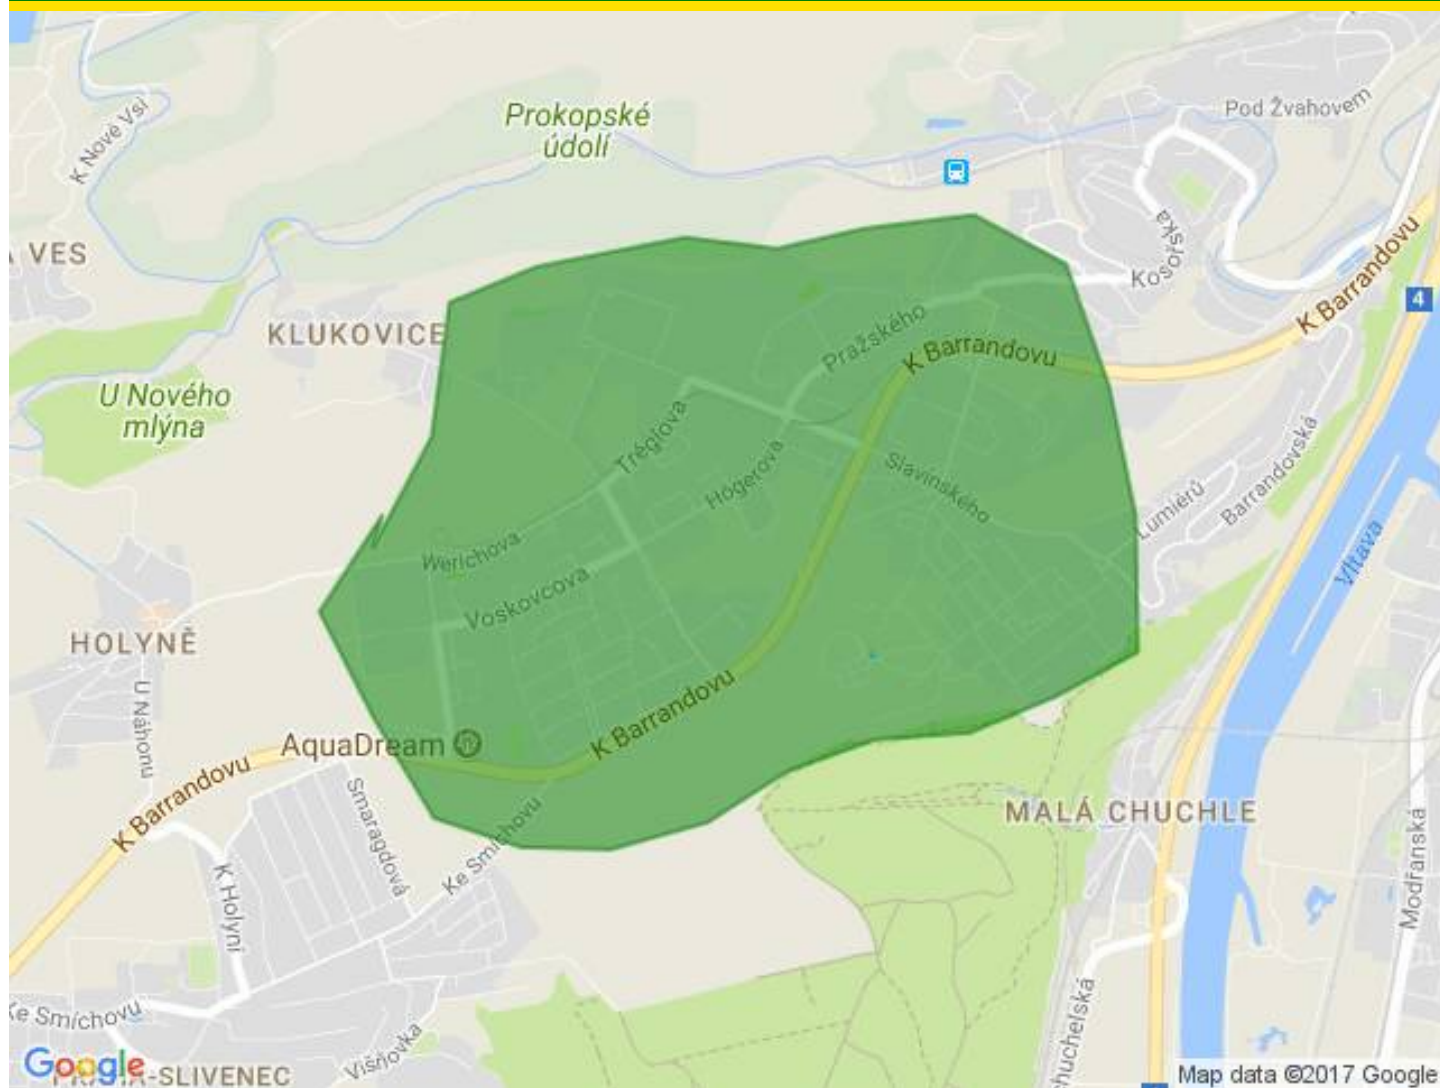 Pod Žvahovem
Prokopské
údolí
K Nové Vsi
Kosořská
VES
K Barrandovu
4
KLUKOVICE
Pražského
K Barrandovu
U Nového
mlýna
Tréglova
Högerova
Slavínského
Lumiérů
Barrandovská
Werichova
Vltava
Voskovcova
HOLYNĚ
U Náhonu
K Barrandovu
AquaDream
K Barrandovu
Smaragdová
Ke Smíchovu
MALÁ CHUCHLE
Modřanská
K Holyni
Ke Smíchovu
Višňovka
Google
-SLIVENEC
Map data ©2017 Google